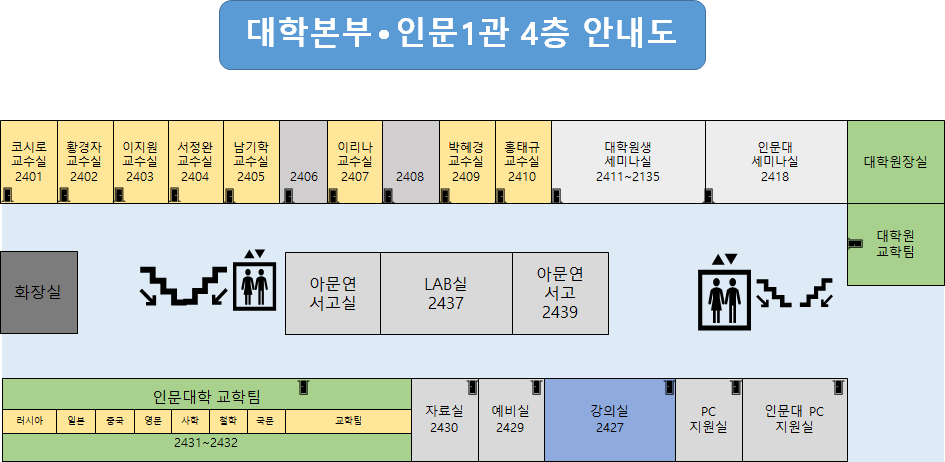 대학본부•인문1관 4층 안내도
코시로
교수실
2401
황경자
교수실
2402
이지원
교수실
2403
서정완
교수실
2404
남기학
교수실
2405
2406
이리나
교수실
2407
2408
박혜경
교수실
2409
홍태규
교수실
2410
대학원생
세미나실
2411~2135
인문대
세미나실
2418
대학원장실
대학원
교학팀
화장실
아문연
서고실
LAB실
2437
아문연
서고
2439
인문대학 교학팀
러시아
일본
중국
영문
사학
철학
국문
교학팀
2431~2432
자료실
2430
예비실
2429
강의실
2427
PC
지원실
인문대 PC
지원실